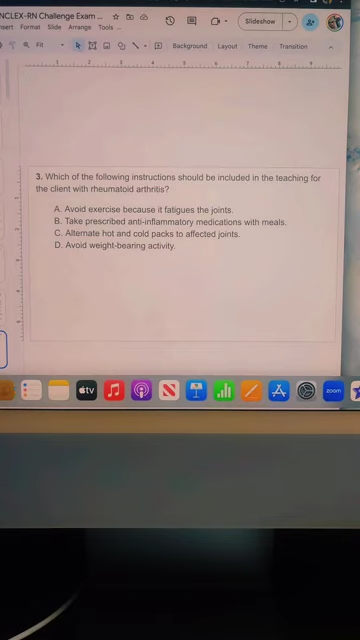 NCLEX-RN Challenge Exam ...
Format Slide Arrange Tools ...
Slideshow
Fit
Background Layout Theme Transition
3. Which of the following instructions should be included in the teaching for
the client with rheumatoid arthritis?
A. Avoid exercise because it fatigues the joints.
B. Take prescribed anti-inflammatory medications with meals.
C. Alternate hot and cold packs to affected joints.
D. Avoid weight-bearing activity.
tv
zoom